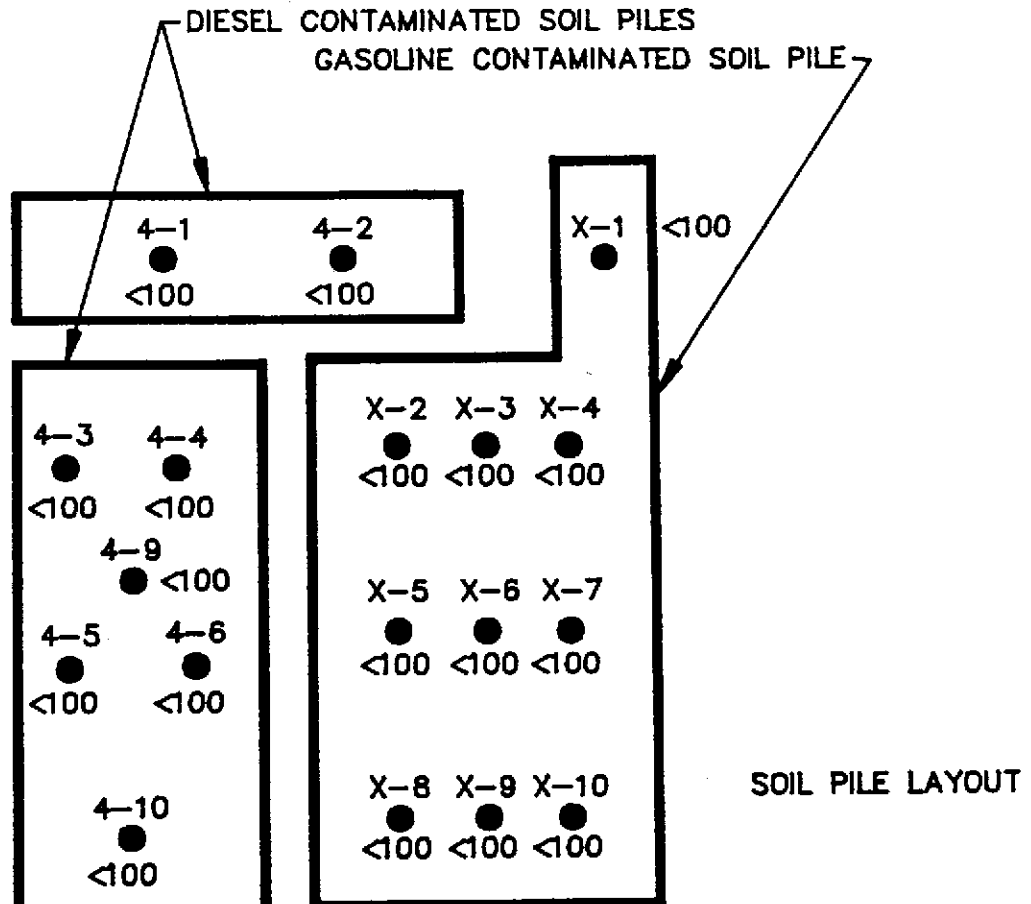 DIESEL CONTAMINATED SOIL PILES
GASOLINE CONTAMINATED SOIL PILE
4-1 4-2 X-1 <100
<100 <100
X-2 X-3 X-4
<100 <100 <100
4-3 4-4
<100 <100
4-9
<100
X-5 X-6 X-7
<100 <100 <100
4-5 4-6
<100 <100
SOIL PILE LAYOUT
X-8 X-9 X-10
<100 <100 <100
4-10
<100